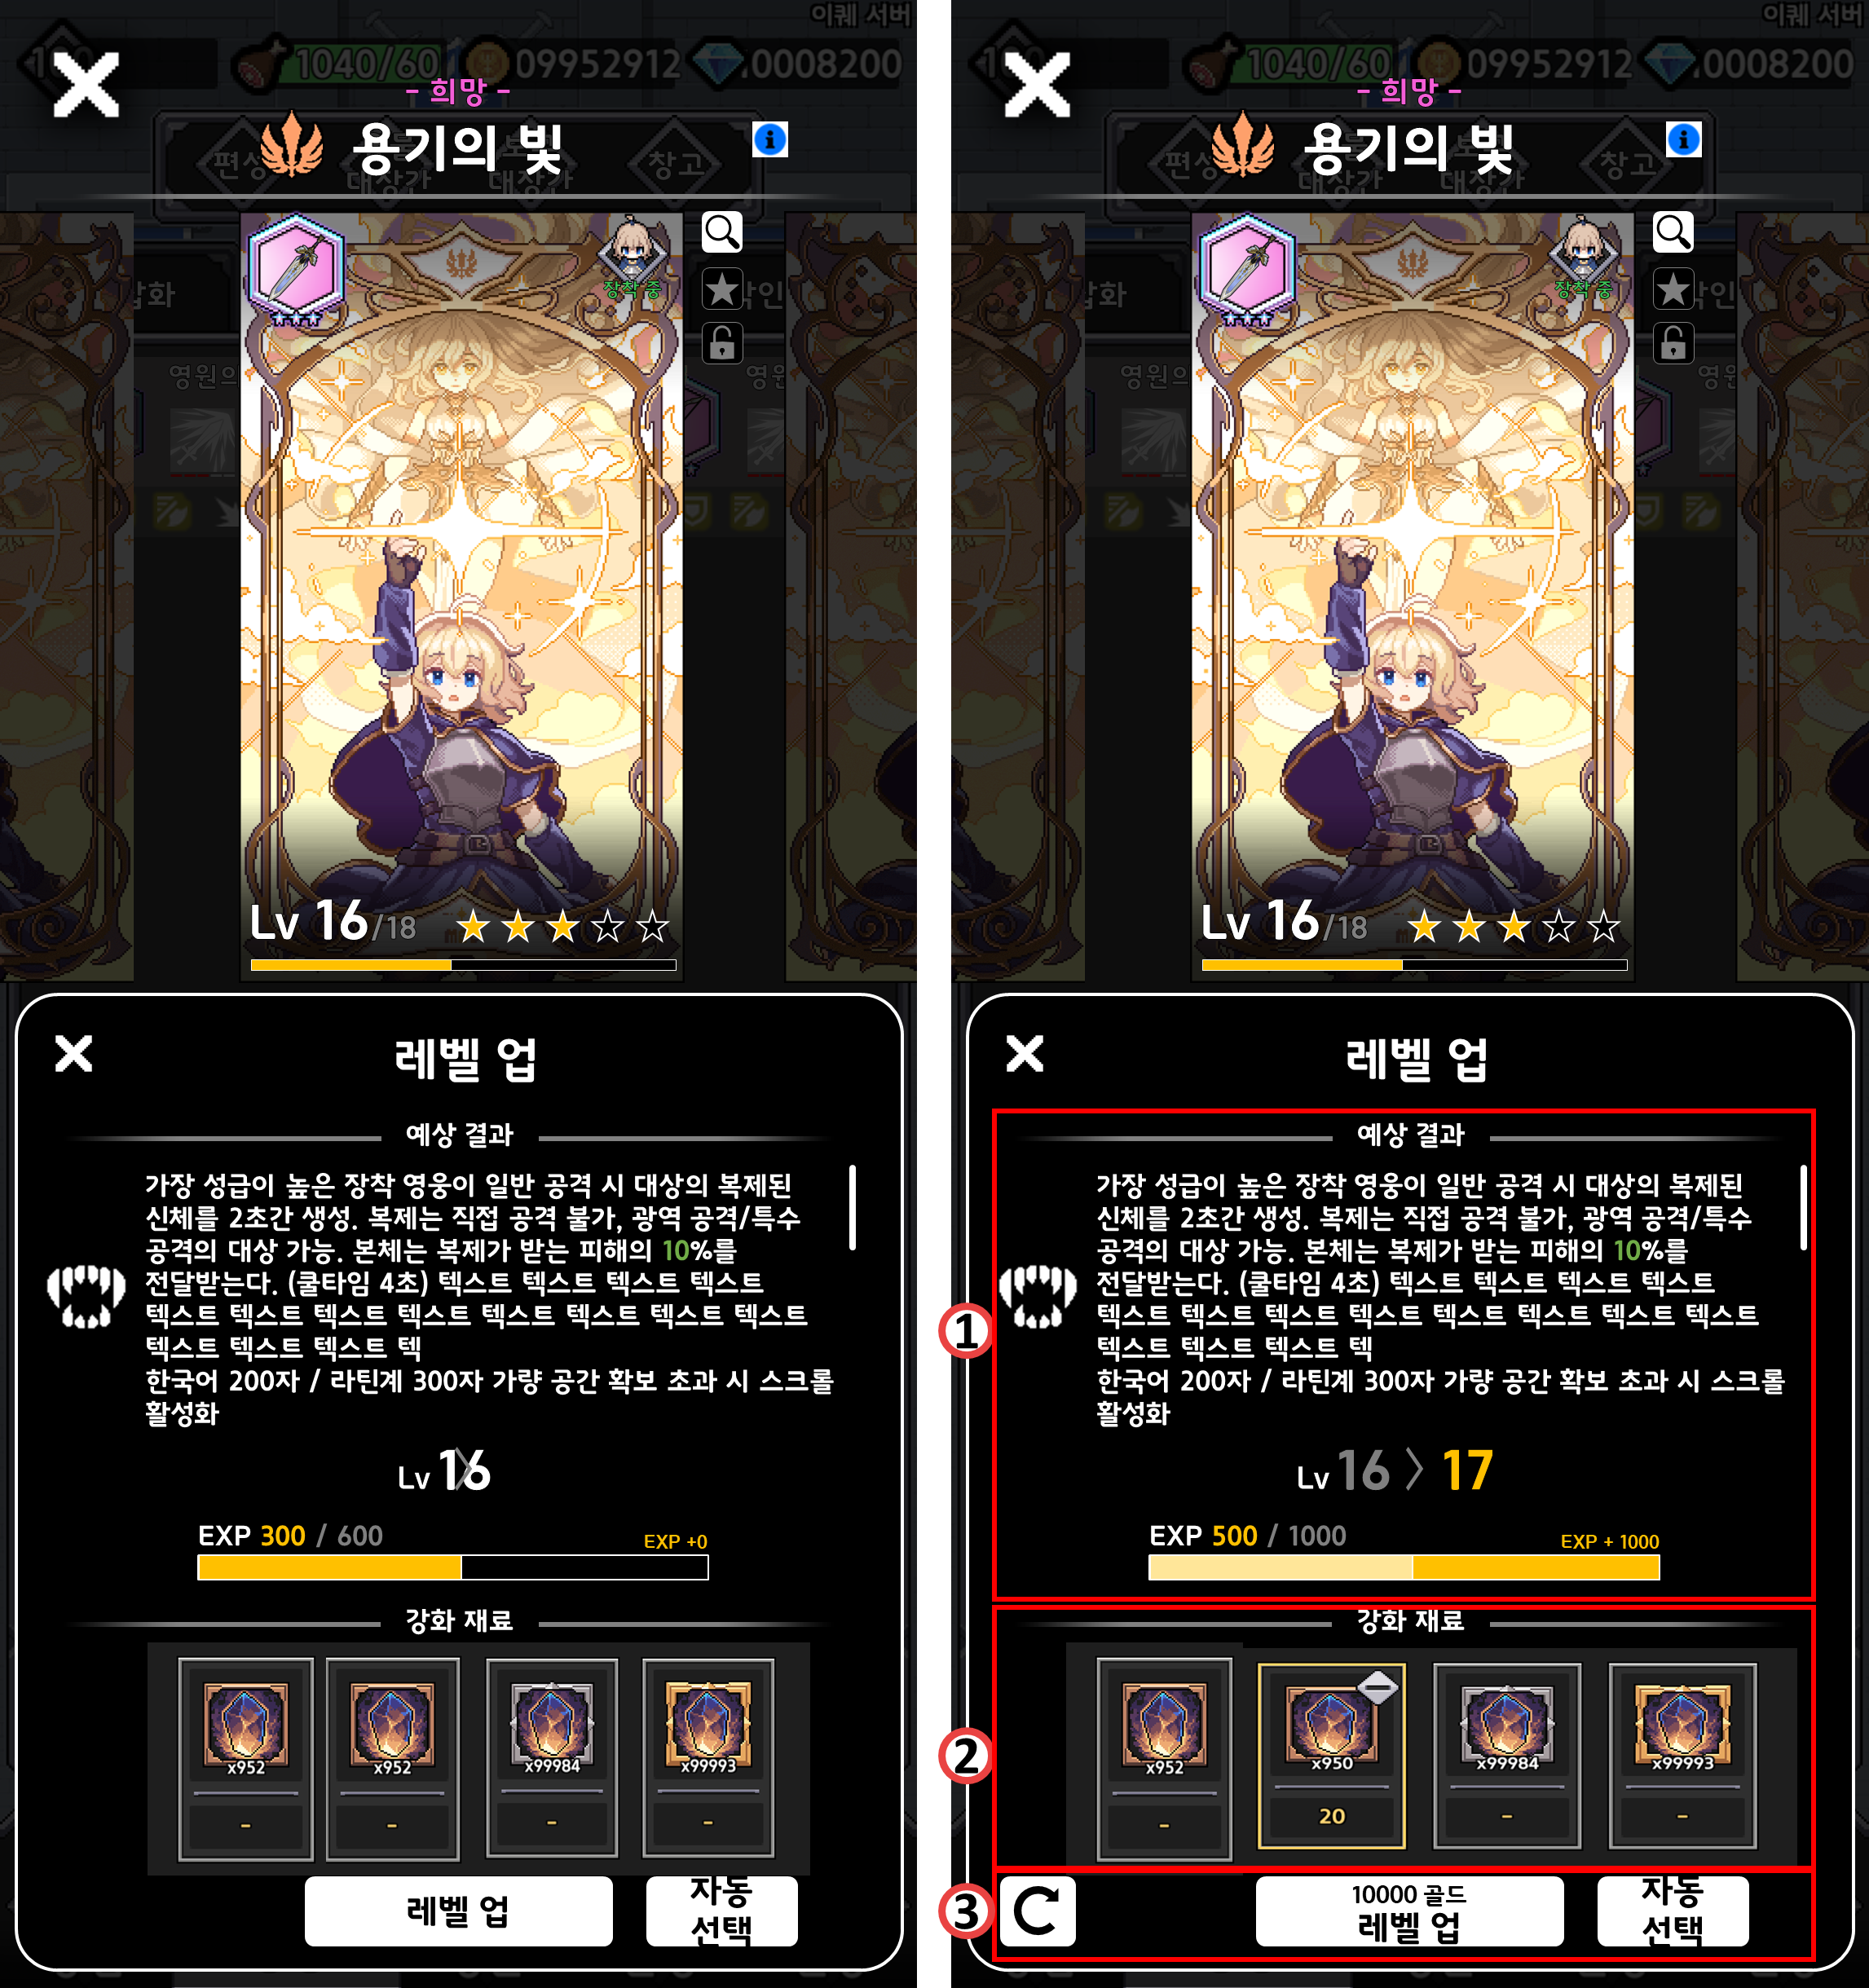 이퀘 서버
1040/60
09952912
0008200
- 희망 -
용기의 빛
창고
장착 중
영원의
Lv 16/18
레벨 업
예상 결과
가장 성급이 높은 장착 영웅이 일반 공격 시 대상의 복제된
신체를 2초간 생성. 복제는 직접 공격 불가, 광역 공격/특수
공격의 대상 가능. 본체는 복제가 받는 피해의 10%를
전달받는다. (쿨타임 4초) 텍스트 텍스트 텍스트 텍스트
텍스트 텍스트 텍스트 텍스트 텍스트 텍스트 텍스트 텍스트
텍스트 텍스트 텍스트 텍
한국어 200자 / 라틴계 300자 가량 공간 확보 초과 시 스크롤
활성화
Lv 16
EXP 300 / 600
EXP +0
강화 재료
x952
x952
x99984
x99993
-
-
-
-
레벨 업
자동
선택
이퀘 서버
1040/60
09952912
0008200
- 희망 -
용기의 빛
창고
장착 중
영원의
Lv 16/18
레벨 업
예상 결과
가장 성급이 높은 장착 영웅이 일반 공격 시 대상의 복제된
신체를 2초간 생성. 복제는 직접 공격 불가, 광역 공격/특수
공격의 대상 가능. 본체는 복제가 받는 피해의 10%를
전달받는다. (쿨타임 4초) 텍스트 텍스트 텍스트 텍스트
텍스트 텍스트 텍스트 텍스트 텍스트 텍스트 텍스트 텍스트
텍스트 텍스트 텍스트 텍
한국어 200자 / 라틴계 300자 가량 공간 확보 초과 시 스크롤
활성화
①
Lv 16 〉 17
EXP 500 / 1000
EXP + 1000
강화 재료
②
x952
x950
x99984
x99993
-
20
-
-
③
10000 골드
레벨 업
자동
선택